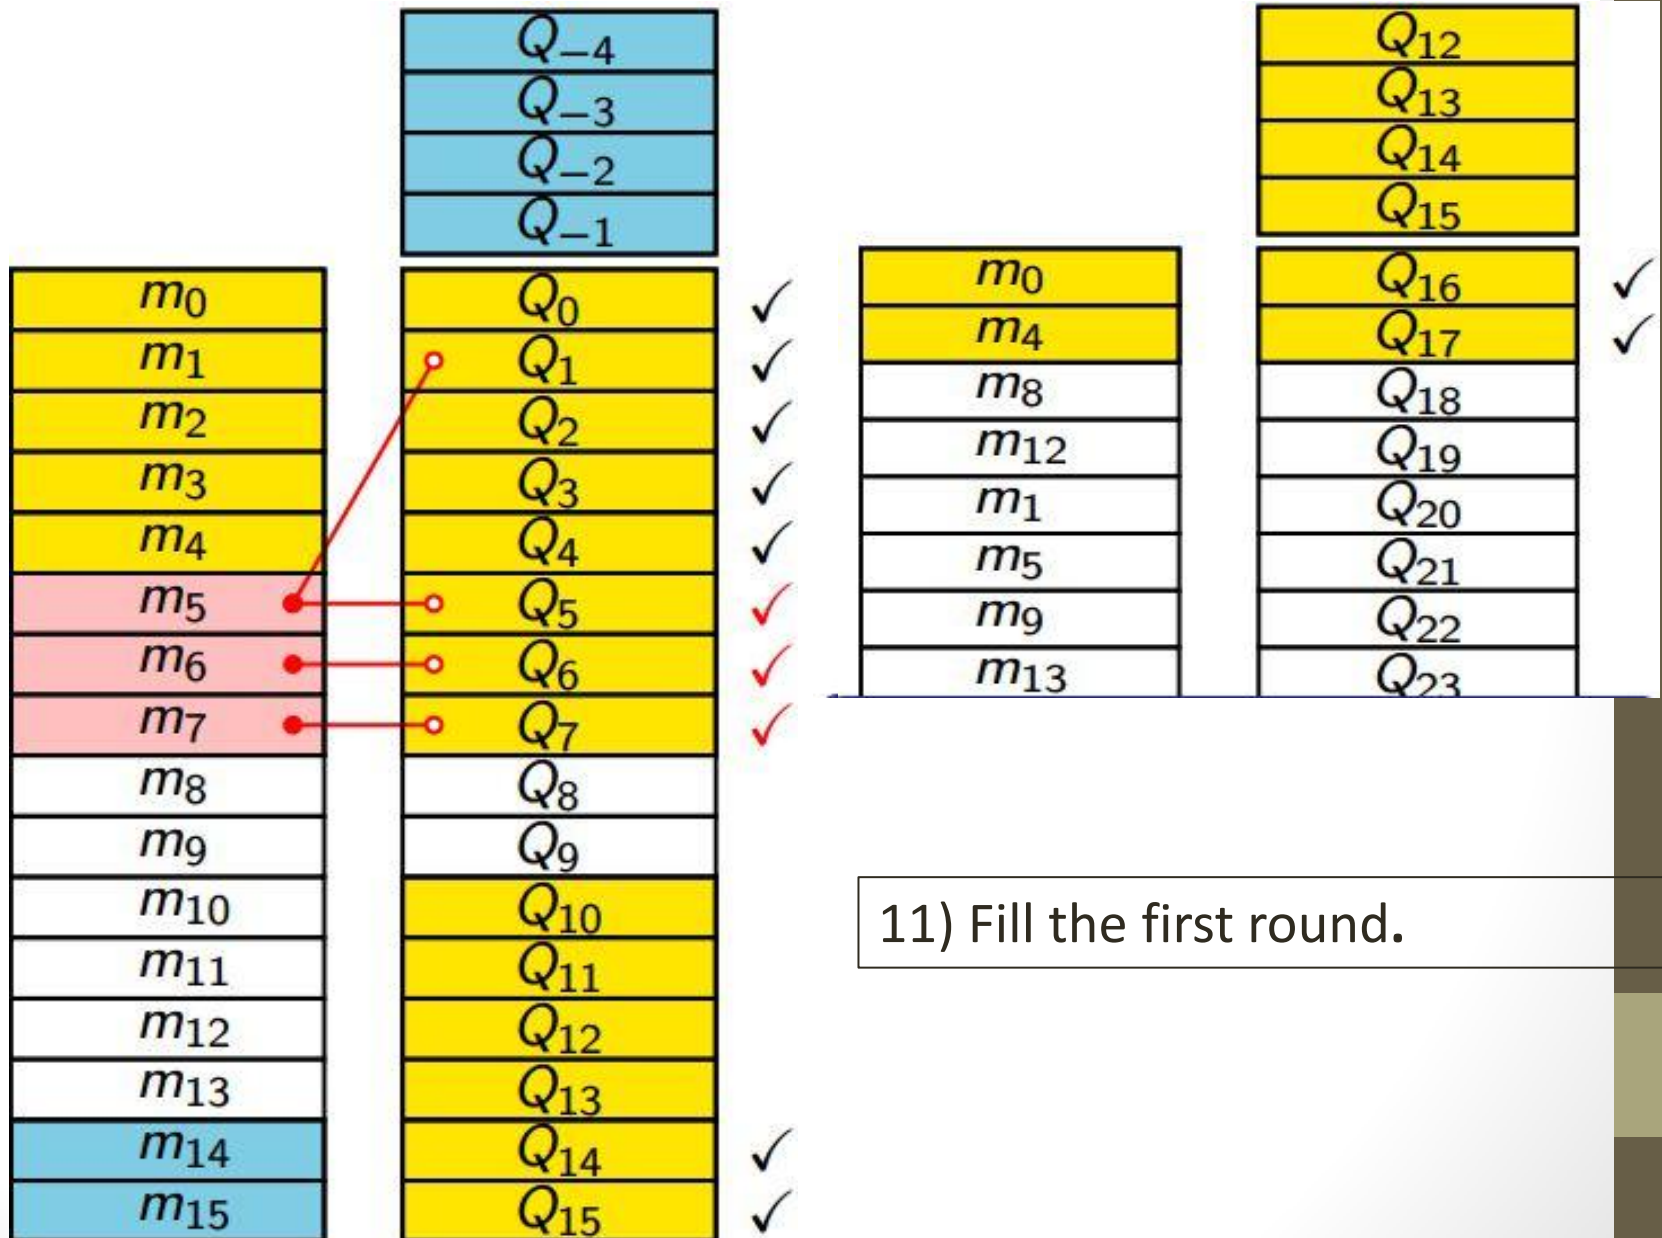 Q₋₄
Q₋₃
Q₋₂
Q₋₁
m₀ Q₀ ✓
m₁ Q₁ ✓
m₂ Q₂ ✓
m₃ Q₃ ✓
m₄ Q₄ ✓
m₅ Q₅ ✓
m₆ Q₆ ✓
m₇ Q₇ ✓
m₈ Q₈
m₉ Q₉
m₁₀ Q₁₀
m₁₁ Q₁₁
m₁₂ Q₁₂
m₁₃ Q₁₃
m₁₄ Q₁₄ ✓
m₁₅ Q₁₅ ✓
Q₁₂
Q₁₃
Q₁₄
Q₁₅
m₀ Q₁₆ ✓
m₄ Q₁₇ ✓
m₈ Q₁₈
m₁₂ Q₁₉
m₁ Q₂₀
m₅ Q₂₁
m₉ Q₂₂
m₁₃ Q₂₃
11) Fill the first round.